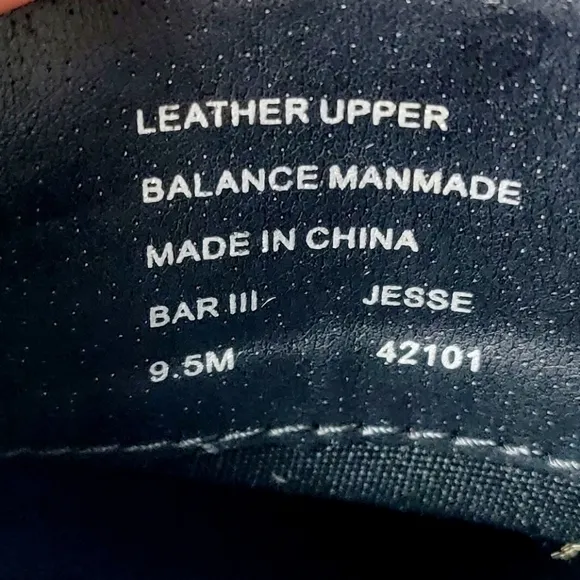 LEATHER UPPER
BALANCE MANMADE
MADE IN CHINA
BAR III JESSE
9.5M 42101